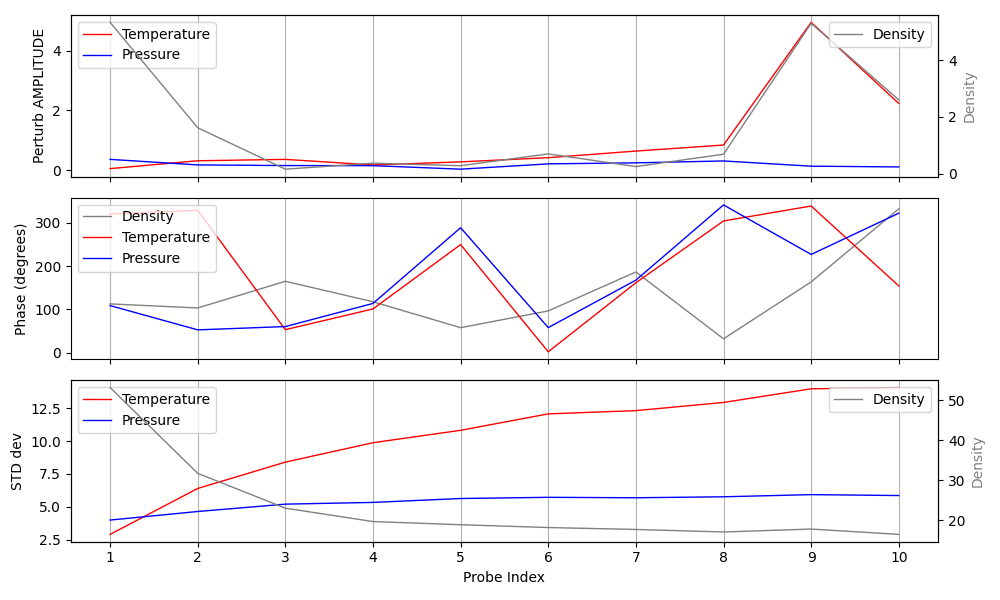 Perturb AMPLITUDE
4
2
0
Temperature
Pressure
Density
4
2
0
Density
Phase (degrees)
300
200
100
0
Density
Temperature
Pressure
STD dev
12.5
10.0
7.5
5.0
2.5
Temperature
Pressure
Density
50
40
30
20
Density
1 2 3 4 5 6 7 8 9 10
Probe Index